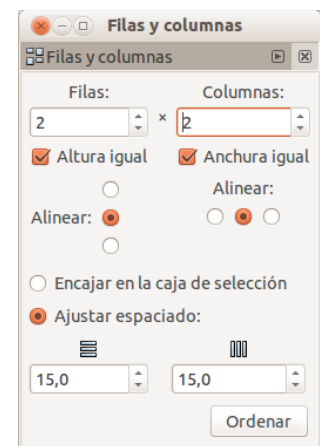 Filas y columnas
Filas y columnas
Filas: Columnas:
2 × 2
Altura igual Anchura igual
Alinear:
Alinear:
Encajar en la caja de selección
Ajustar espaciado:
15,0 15,0
Ordenar